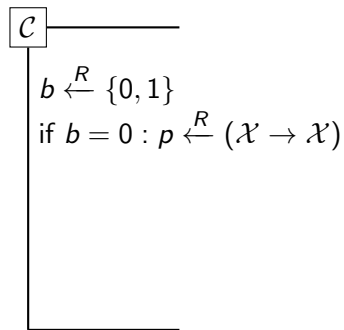 𝒞
b ←ᴿ {0, 1}
if b = 0 : p ←ᴿ (𝒳 → 𝒳)